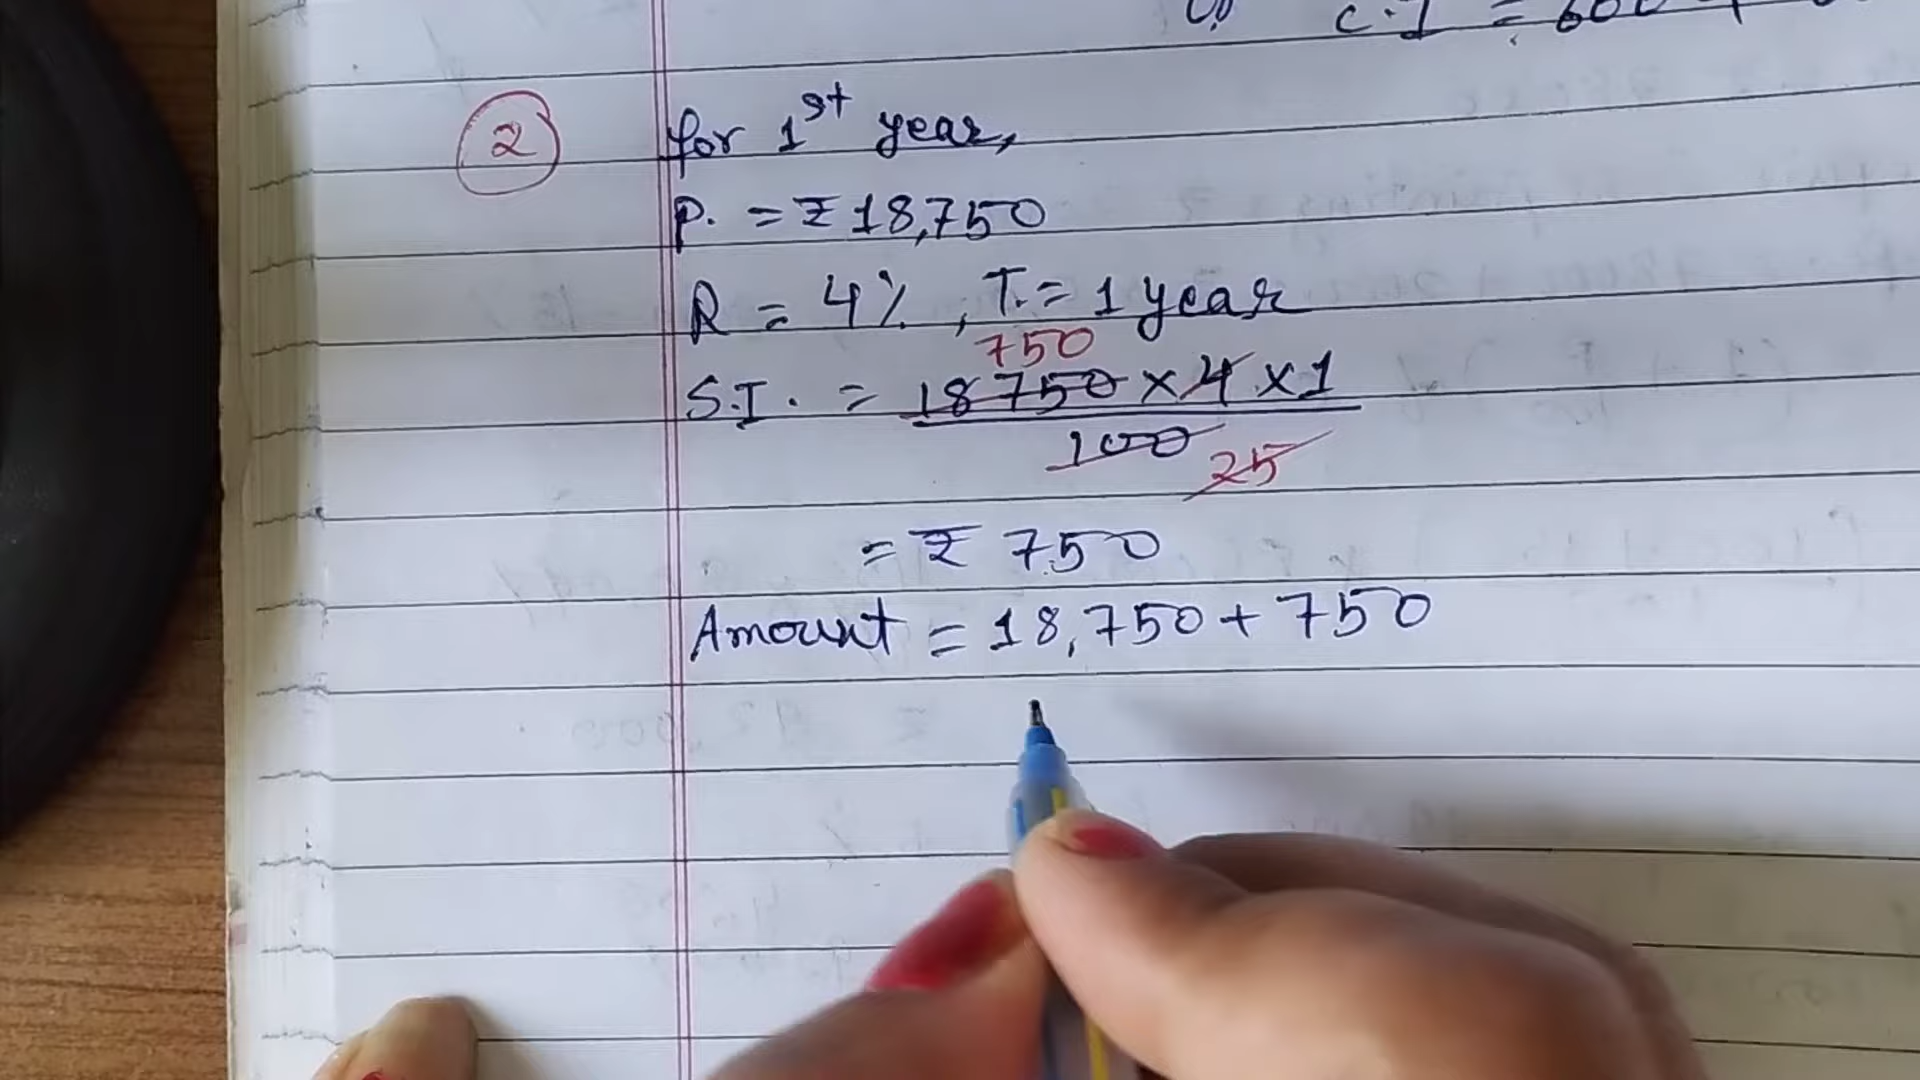 C.I = 600 +
2 for 1st year,
P. = ₹ 18,750
R = 4%, T. = 1 year
750
S.I. = 18750 × 4 × 1
100 25
= ₹ 750
Amount = 18,750 + 750